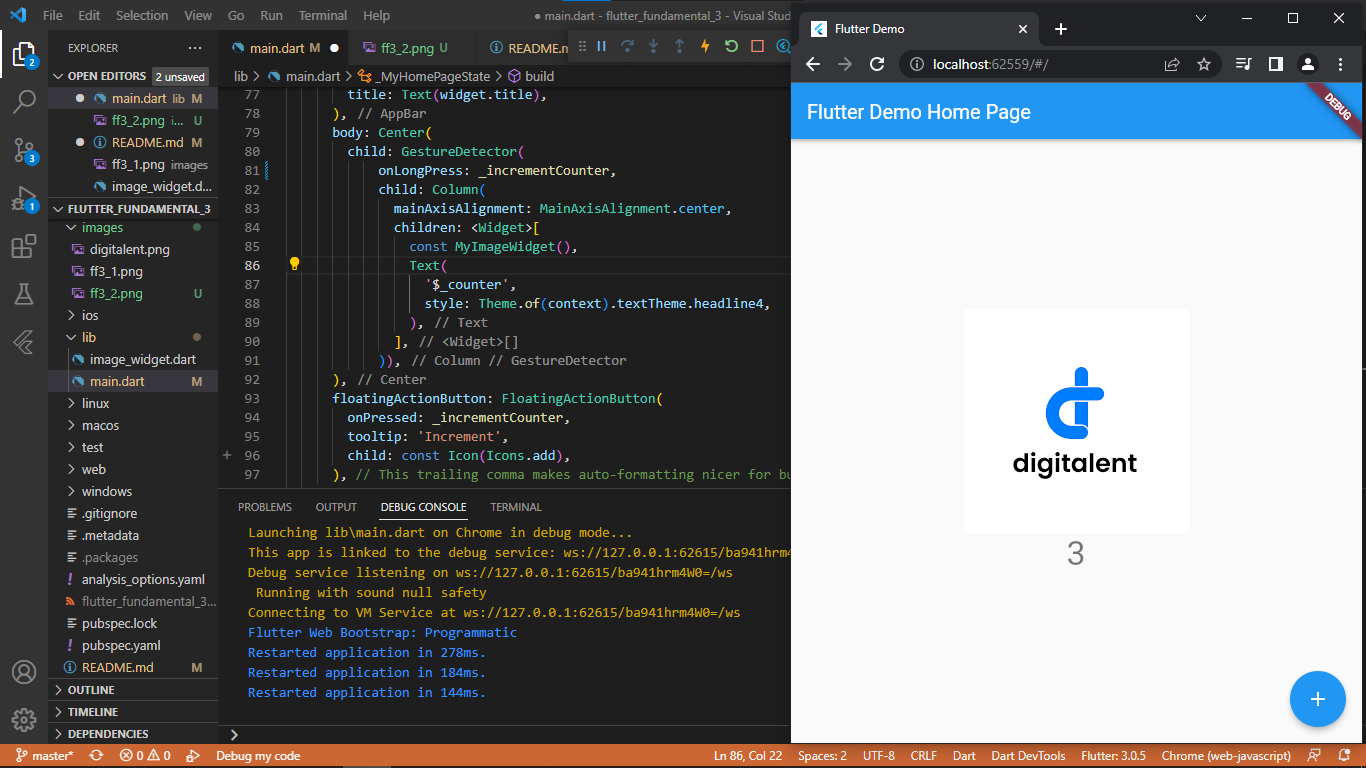 File Edit Selection View Go Run Terminal Help
● main.dart - flutter_fundamental_3 - Visual Stud
EXPLORER ...
OPEN EDITORS 2 unsaved
main.dart lib M
ff3_2.png i... U
README.md M
ff3_1.png images
image_widget.d...
FLUTTER_FUNDAMENTAL_3
images
digitalent.png
ff3_1.png
ff3_2.png U
ios
lib
image_widget.dart
main.dart M
linux
macos
test
web
windows
.gitignore
.metadata
.packages
analysis_options.yaml
flutter_fundamental_3...
pubspec.lock
pubspec.yaml
README.md M
OUTLINE
TIMELINE
DEPENDENCIES
2
3
1
main.dart M ff3_2.png U README.m
lib > main.dart > _MyHomePageState > build
77 title: Text(widget.title),
78 ), // AppBar
79 body: Center(
80 child: GestureDetector(
81 onLongPress: _incrementCounter,
82 child: Column(
83 mainAxisAlignment: MainAxisAlignment.center,
84 children: <Widget>[
85 const MyImageWidget(),
86 Text(
87 '$_counter',
88 style: Theme.of(context).textTheme.headline4,
89 ), // Text
90 ], // <Widget>[]
91 )), // Column // GestureDetector
92 ), // Center
93 floatingActionButton: FloatingActionButton(
94 onPressed: _incrementCounter,
95 tooltip: 'Increment',
96 child: const Icon(Icons.add),
97 ), // This trailing comma makes auto-formatting nicer for bu
PROBLEMS OUTPUT DEBUG CONSOLE TERMINAL
Launching lib\main.dart on Chrome in debug mode...
This app is linked to the debug service: ws://127.0.0.1:62615/ba941hrm4
Debug service listening on ws://127.0.0.1:62615/ba941hrm4W0=/ws
Running with sound null safety
Connecting to VM Service at ws://127.0.0.1:62615/ba941hrm4W0=/ws
Flutter Web Bootstrap: Programmatic
Restarted application in 278ms.
Restarted application in 184ms.
Restarted application in 144ms.
master* 0 0 Debug my code Ln 86, Col 22 Spaces: 2 UTF-8 CRLF Dart Dart DevTools Flutter: 3.0.5 Chrome (web-javascript)
Flutter Demo
localhost:62559/#/
Flutter Demo Home Page
DEBUG
digitalent
3